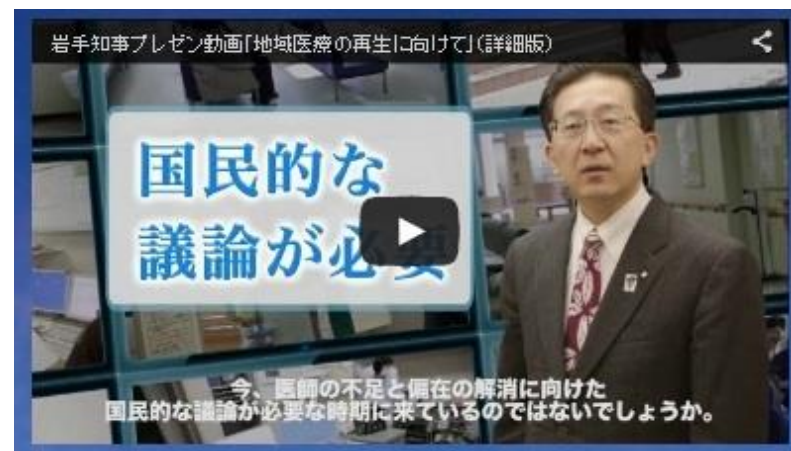 岩手知事プレゼン動画「地域医療の再生に向けて」（詳細版）
国民的な
議論が必要
今、医師の不足と偏在の解消に向けた
国民的な議論が必要な時期に来ているのではないでしょうか。